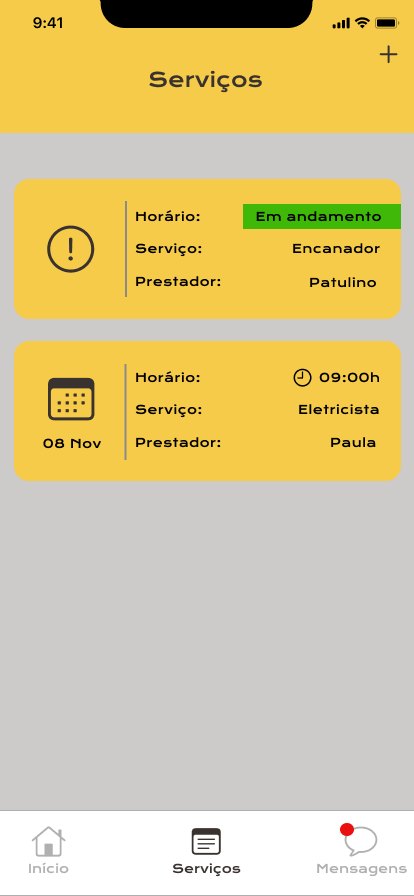 9:41
Serviços
Horário: Em andamento
Serviço: Encanador
Prestador: Patulino
Horário: 09:00h
Serviço: Eletricista
Prestador: Paula
08 Nov
Início Serviços Mensagens